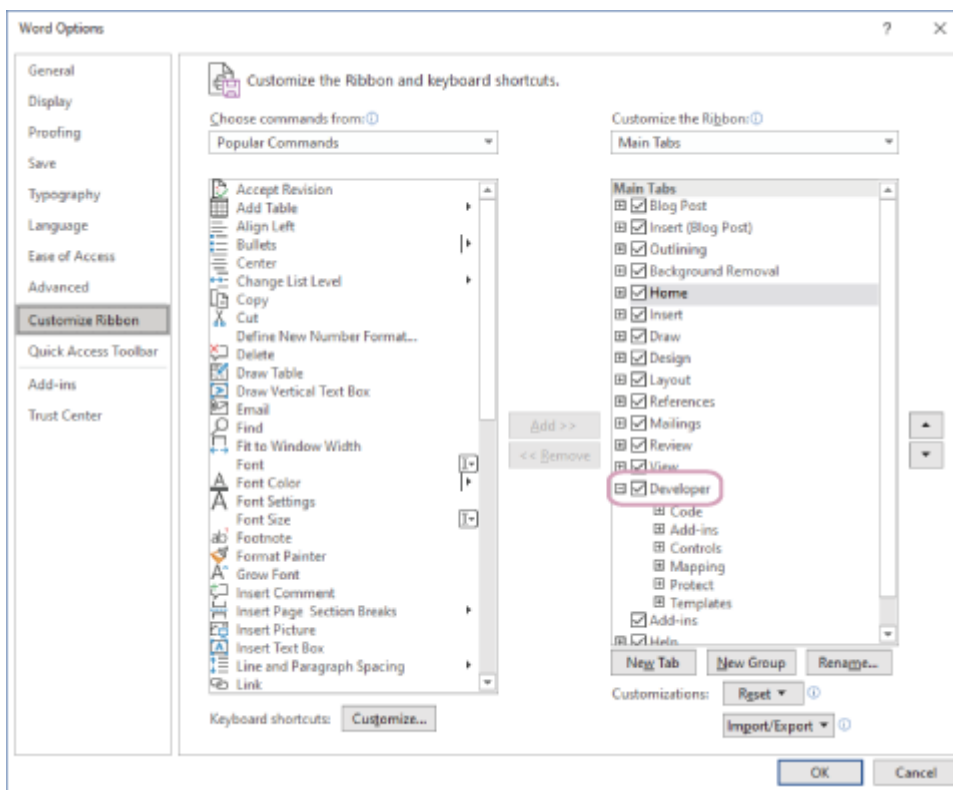 Word Options
?
General
Display
Proofing
Save
Typography
Language
Ease of Access
Advanced
Customize Ribbon
Quick Access Toolbar
Add-ins
Trust Center
Customize the Ribbon and keyboard shortcuts.
Choose commands from:
Popular Commands
Accept Revision
Add Table
Align Left
Bullets
Center
Change List Level
Copy
Cut
Define New Number Format...
Delete
Draw Table
Draw Vertical Text Box
Email
Find
Fit to Window Width
Font
Font Color
Font Settings
Font Size
Footnote
Format Painter
Grow Font
Insert Comment
Insert Page Section Breaks
Insert Picture
Insert Text Box
Line and Paragraph Spacing
Link
Keyboard shortcuts: Customize...
Add >>
<< Remove
Customize the Ribbon:
Main Tabs
Main Tabs
Blog Post
Insert (Blog Post)
Outlining
Background Removal
Home
Insert
Draw
Design
Layout
References
Mailings
Review
View
Developer
Code
Add-ins
Controls
Mapping
Protect
Templates
Add-ins
Help
New Tab New Group Rename...
Customizations: Reset
Import/Export
OK Cancel